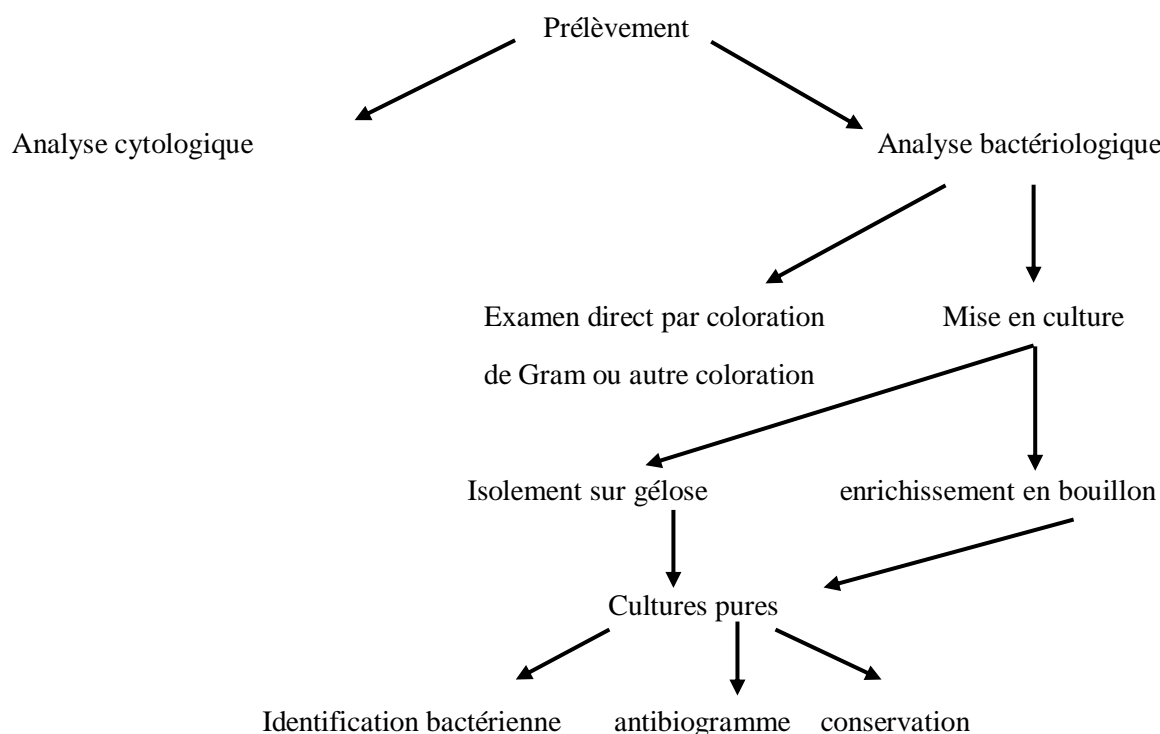 Prélèvement
Analyse cytologique
Analyse bactériologique
Examen direct par coloration
de Gram ou autre coloration
Mise en culture
Isolement sur gélose
enrichissement en bouillon
Cultures pures
Identification bactérienne
antibiogramme
conservation